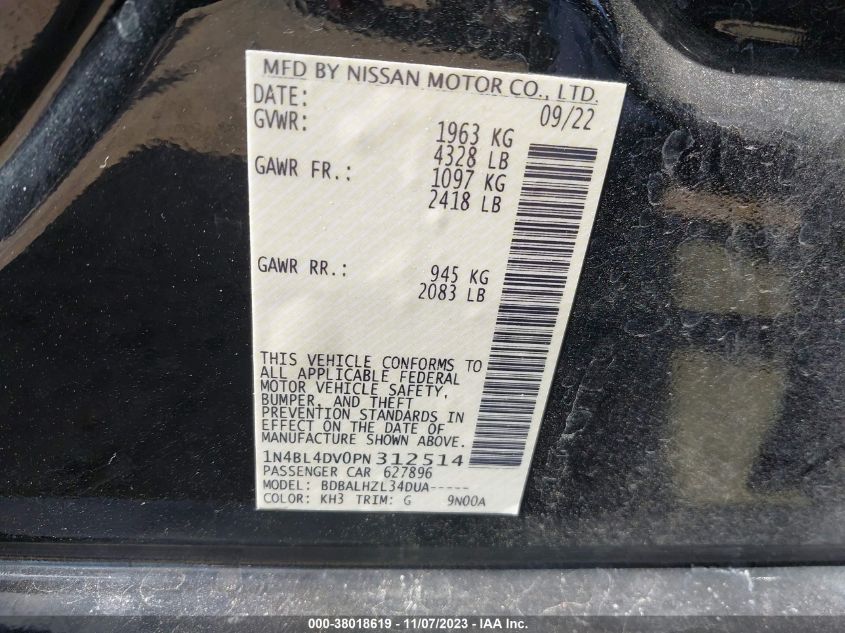 MFD BY NISSAN MOTOR CO., LTD.
DATE: 09/22
GVWR: 1963 KG
4328 LB
GAWR FR.: 1097 KG
2418 LB
GAWR RR.: 945 KG
2083 LB
THIS VEHICLE CONFORMS TO
ALL APPLICABLE FEDERAL
MOTOR VEHICLE SAFETY,
BUMPER, AND THEFT
PREVENTION STANDARDS IN
EFFECT ON THE DATE OF
MANUFACTURE SHOWN ABOVE.
1N4BL4DV0PN312514
PASSENGER CAR 627896
MODEL: BDBALHZL34DUA-----
COLOR: KH3 TRIM: G 9N00A
000-38018619 - 11/07/2023 - IAA Inc.